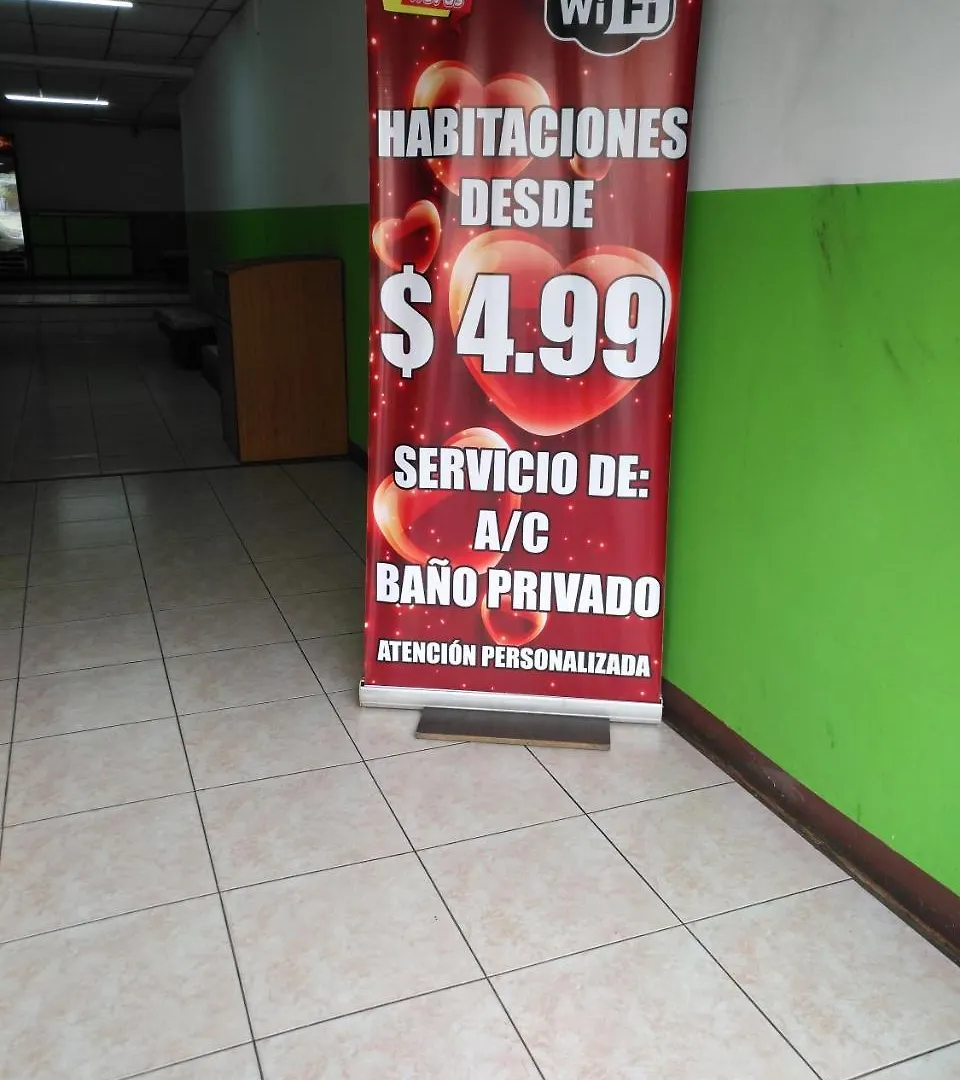 WiFi
HABITACIONES
DESDE
$ 4.99
SERVICIO DE:
A/C
BAÑO PRIVADO
ATENCIÓN PERSONALIZADA